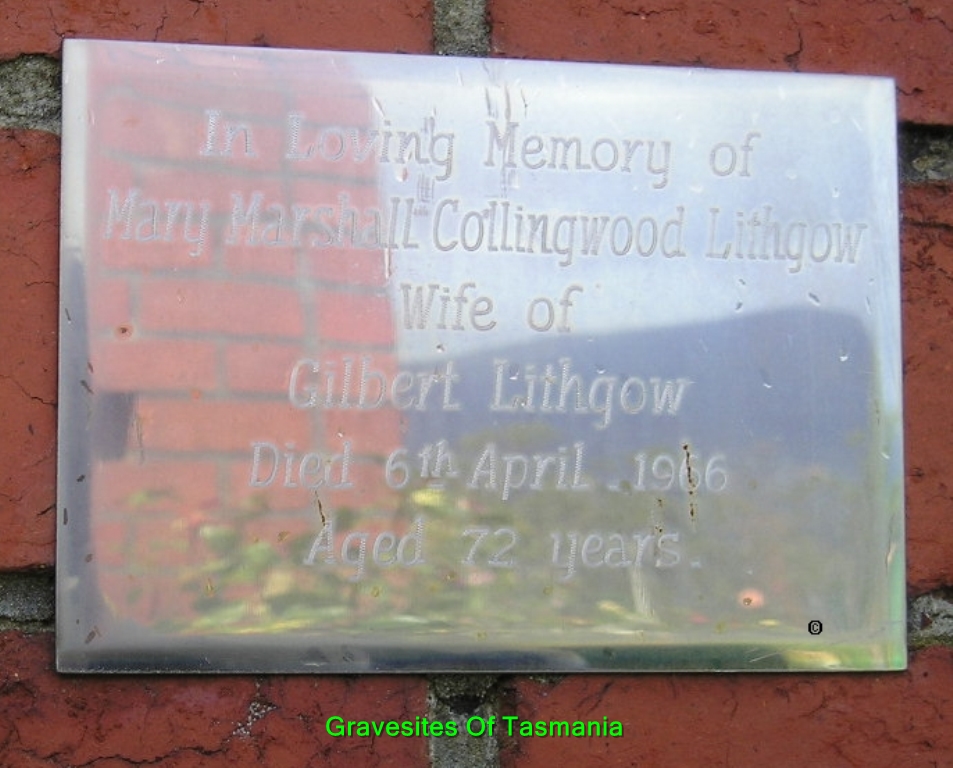 In Loving Memory of
Mary Marshall Collingwood Lithgow
Wife of
Gilbert Lithgow
Died 6th April . 1966
Aged 72 years.
©
Gravesites Of Tasmania